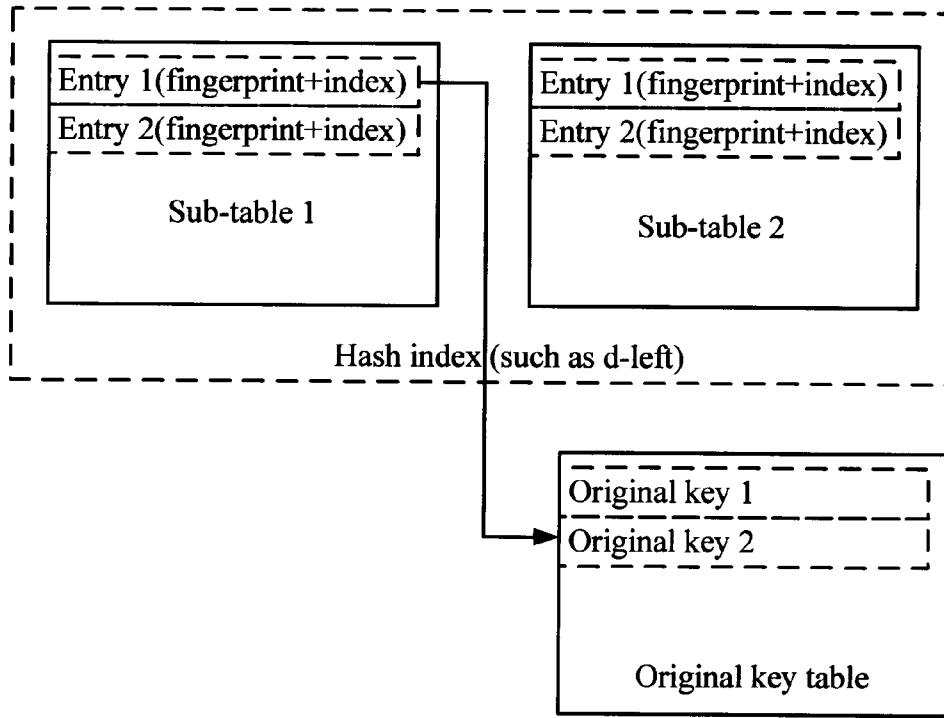 Entry 1(fingerprint+index)
Entry 2(fingerprint+index)
Sub-table 1
Entry 1(fingerprint+index)
Entry 2(fingerprint+index)
Sub-table 2
Hash index (such as d-left)
Original key 1
Original key 2
Original key table